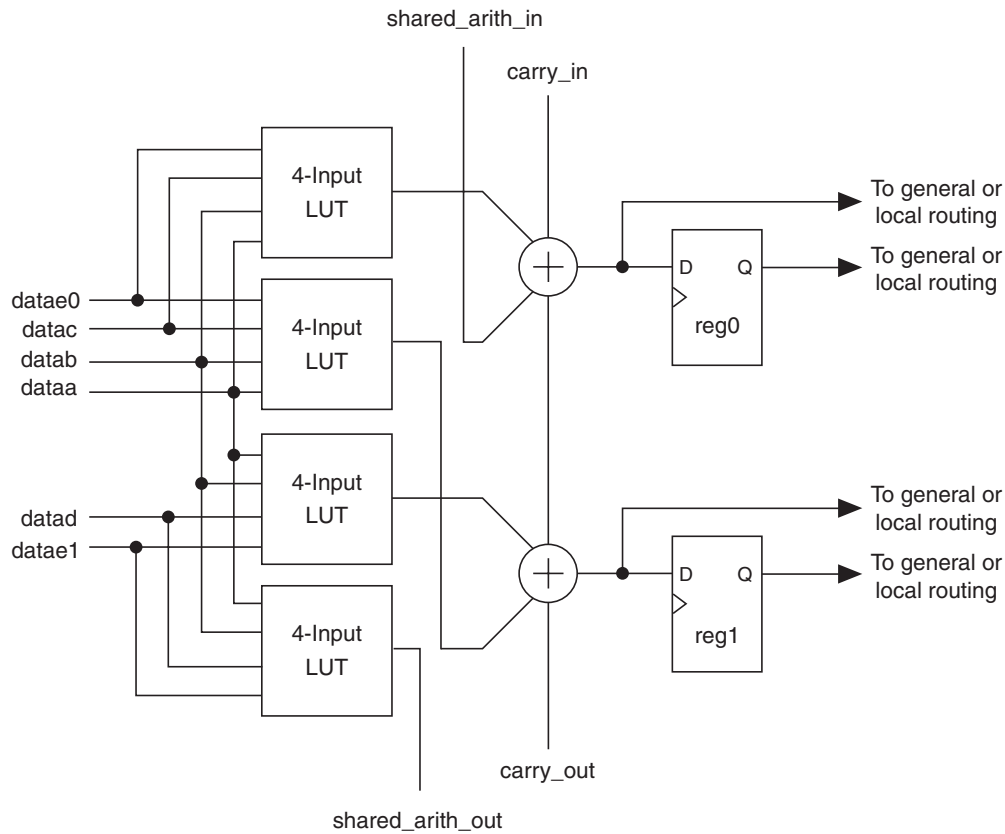 shared_arith_in
carry_in
4-Input
LUT
To general or
local routing
D Q
To general or
local routing
reg0
datae0
datac
datab
dataa
4-Input
LUT
4-Input
LUT
To general or
local routing
datad
datae1
D Q
To general or
local routing
reg1
4-Input
LUT
carry_out
shared_arith_out